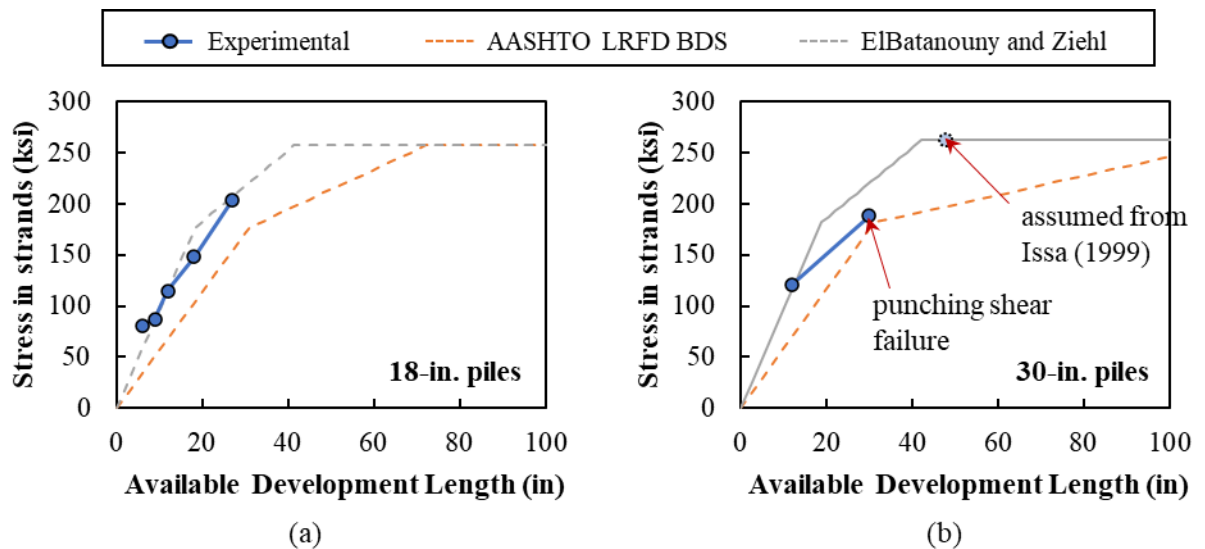 Experimental AASHTO LRFD BDS ElBatanouny and Ziehl
Stress in strands (ksi)
300
250
200
150
100
50
0
0 20 40 60 80 100
18-in. piles
Available Development Length (in)
(a)
Stress in strands (ksi)
300
250
200
150
100
50
0
0 20 40 60 80 100
assumed from
Issa (1999)
punching shear
failure
30-in. piles
Available Development Length (in)
(b)